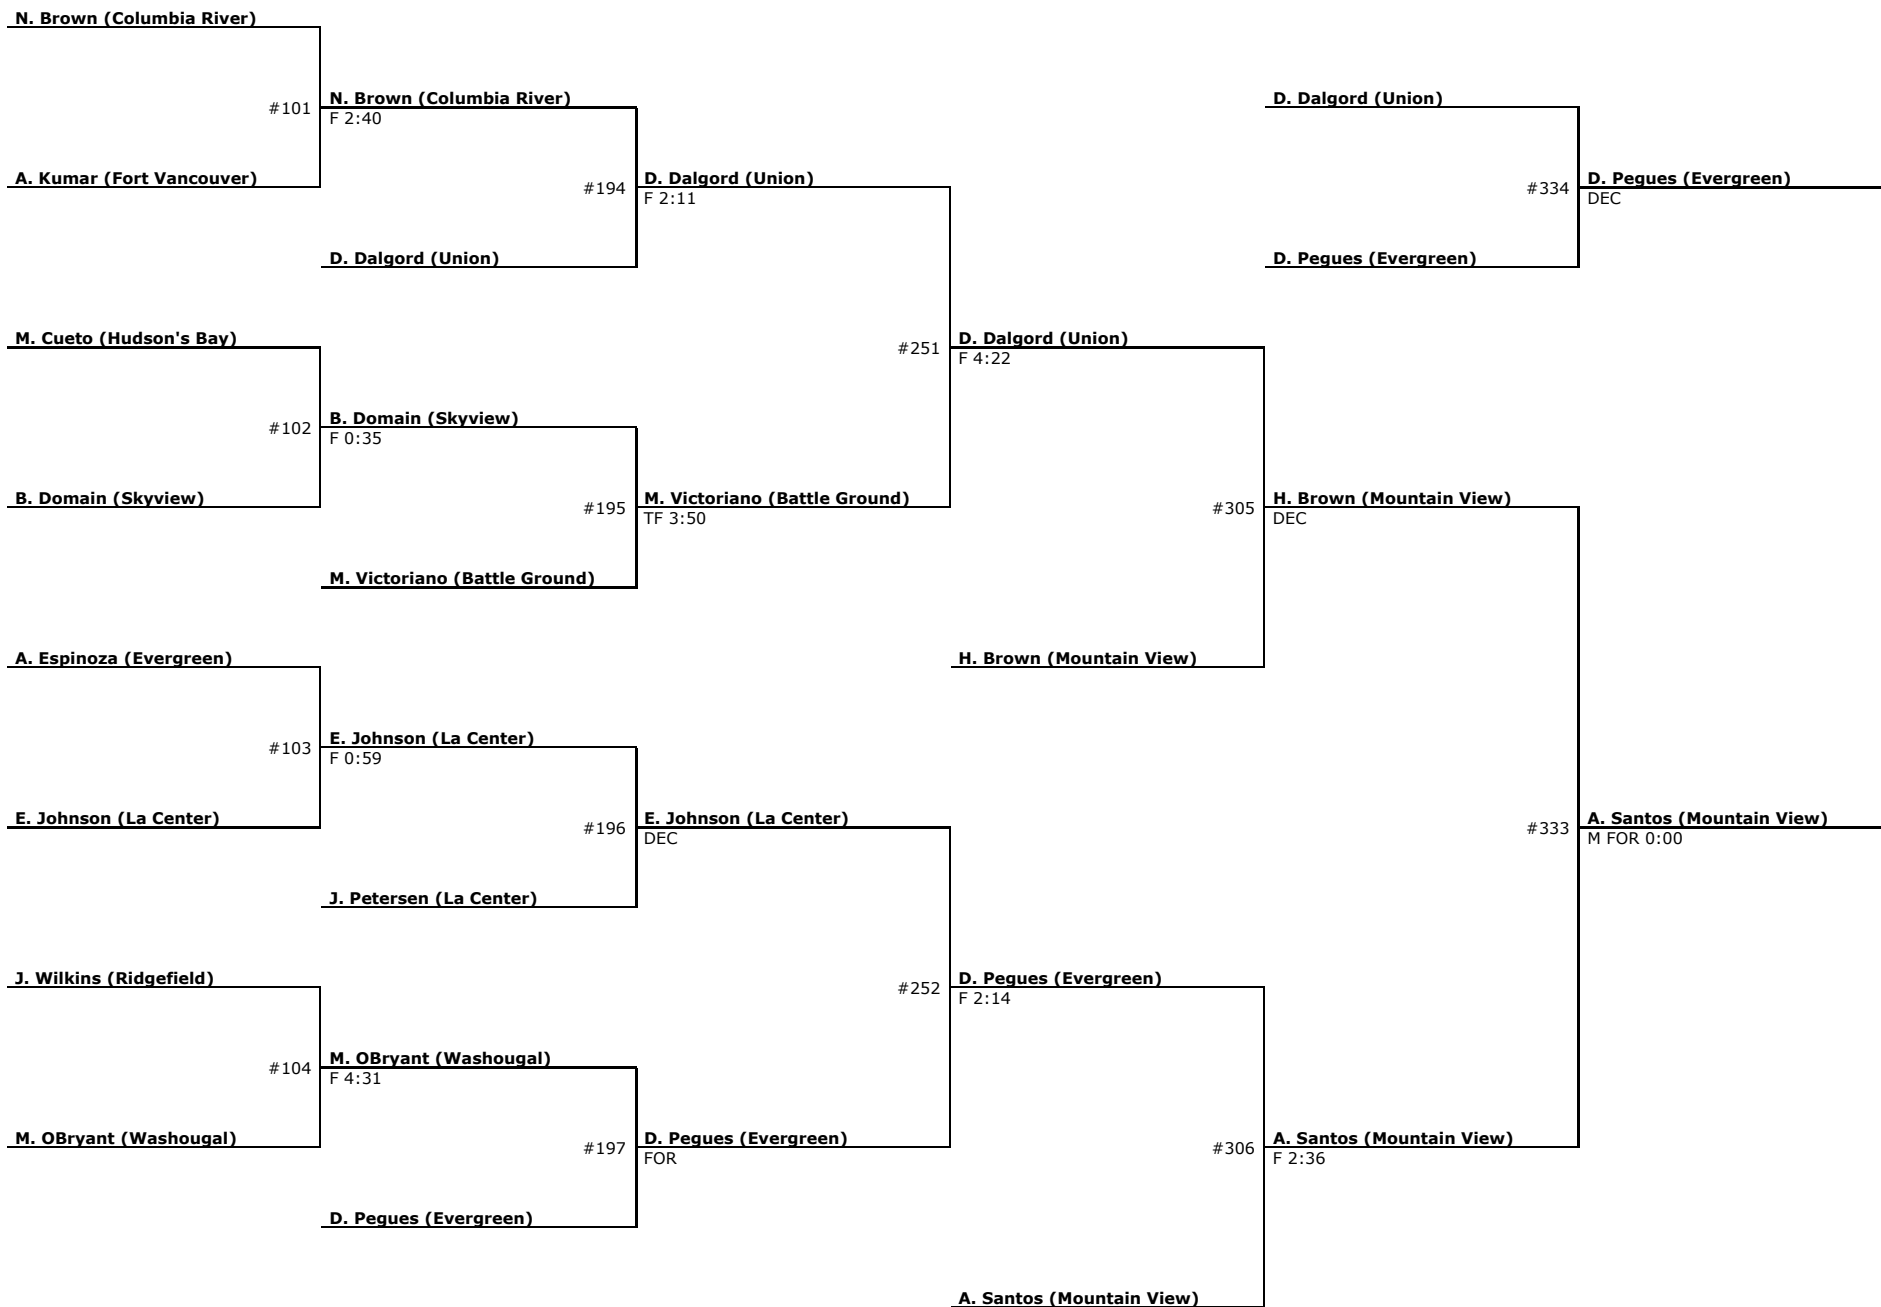 N. Brown (Columbia River)
#101
A. Kumar (Fort Vancouver)
M. Cueto (Hudson's Bay)
#102
B. Domain (Skyview)
A. Espinoza (Evergreen)
#103
E. Johnson (La Center)
J. Wilkins (Ridgefield)
#104
M. OBryant (Washougal)
N. Brown (Columbia River)
F 2:40
#194
D. Dalgord (Union)
B. Domain (Skyview)
F 0:35
#195
M. Victoriano (Battle Ground)
E. Johnson (La Center)
F 0:59
#196
J. Petersen (La Center)
M. OBryant (Washougal)
F 4:31
#197
D. Pegues (Evergreen)
D. Dalgord (Union)
F 2:11
#251
M. Victoriano (Battle Ground)
TF 3:50
E. Johnson (La Center)
DEC
#252
D. Pegues (Evergreen)
FOR
D. Dalgord (Union)
F 4:22
#305
H. Brown (Mountain View)
D. Pegues (Evergreen)
F 2:14
#306
A. Santos (Mountain View)
D. Dalgord (Union)
#334
D. Pegues (Evergreen)
H. Brown (Mountain View)
DEC
#333
A. Santos (Mountain View)
F 2:36
D. Pegues (Evergreen)
DEC
A. Santos (Mountain View)
M FOR 0:00